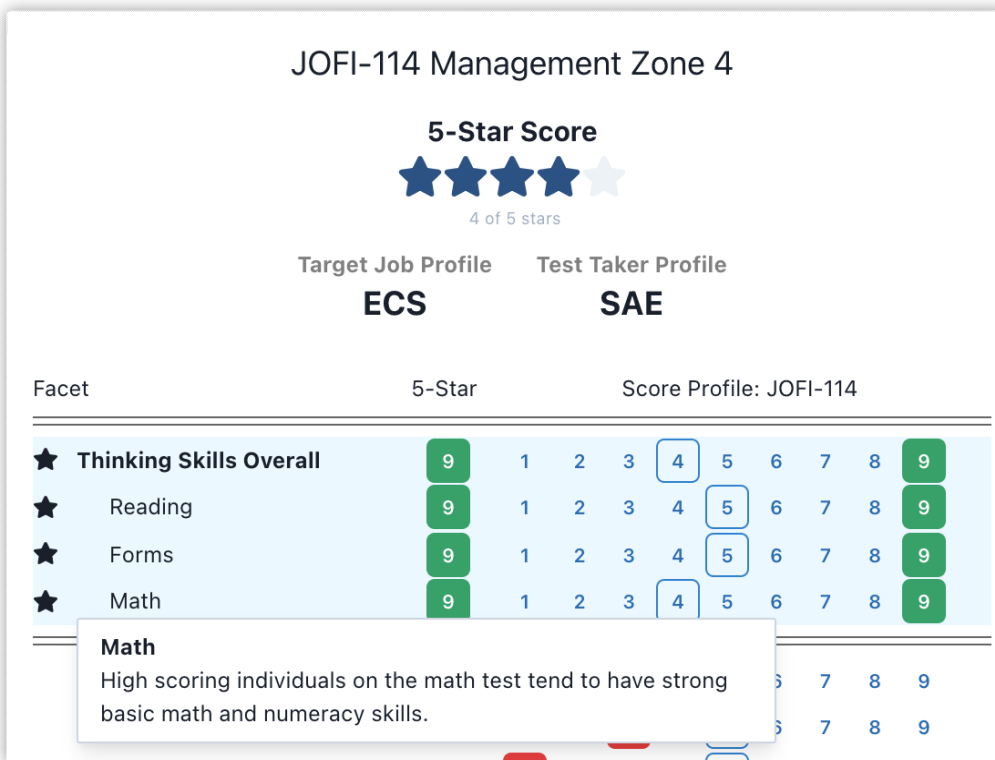 JOFI-114 Management Zone 4
5-Star Score
4 of 5 stars
Target Job Profile Test Taker Profile
ECS SAE
Facet 5-Star Score Profile: JOFI-114
Thinking Skills Overall 9 1 2 3 4 5 6 7 8 9
Reading 9 1 2 3 4 5 6 7 8 9
Forms 9 1 2 3 4 5 6 7 8 9
Math 9 1 2 3 4 5 6 7 8 9
Math
High scoring individuals on the math test tend to have strong
basic math and numeracy skills.
6 7 8 9
6 7 8 9